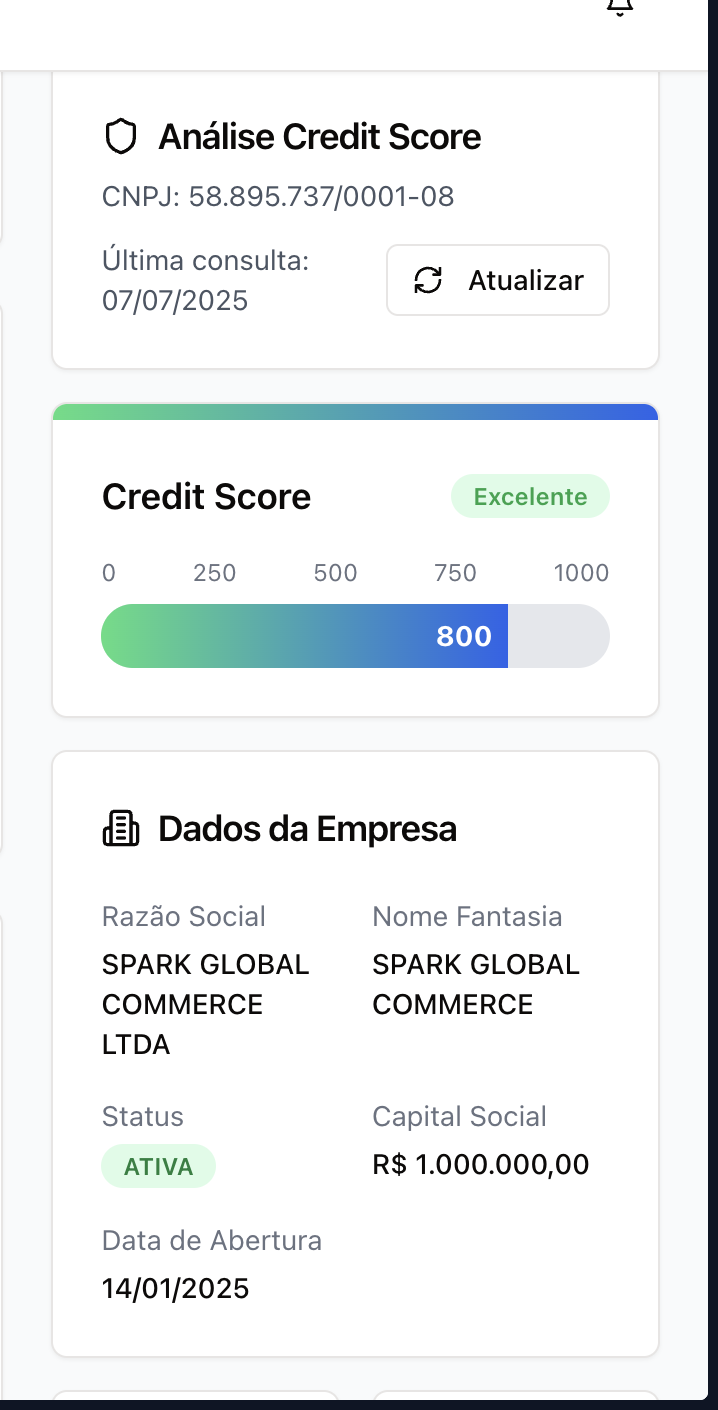 Análise Credit Score
CNPJ: 58.895.737/0001-08
Última consulta:
07/07/2025
Atualizar
Credit Score
Excelente
0 250 500 750 1000
800
Dados da Empresa
Razão Social
SPARK GLOBAL
COMMERCE
LTDA
Nome Fantasia
SPARK GLOBAL
COMMERCE
Status
ATIVA
Capital Social
R$ 1.000.000,00
Data de Abertura
14/01/2025